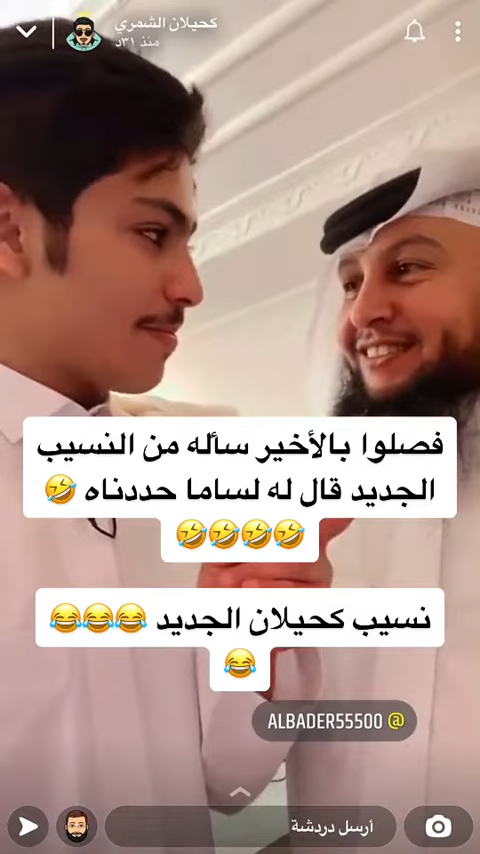 كحيلان الشمري
منذ ٣١د
فصلوا بالأخير سأله من النسيب
الجديد قال له لساما حددناه 🤣
🤣🤣🤣🤣
نسيب كحيلان الجديد 😂😂😂
😂
@ALBADER55500
أرسل دردشة